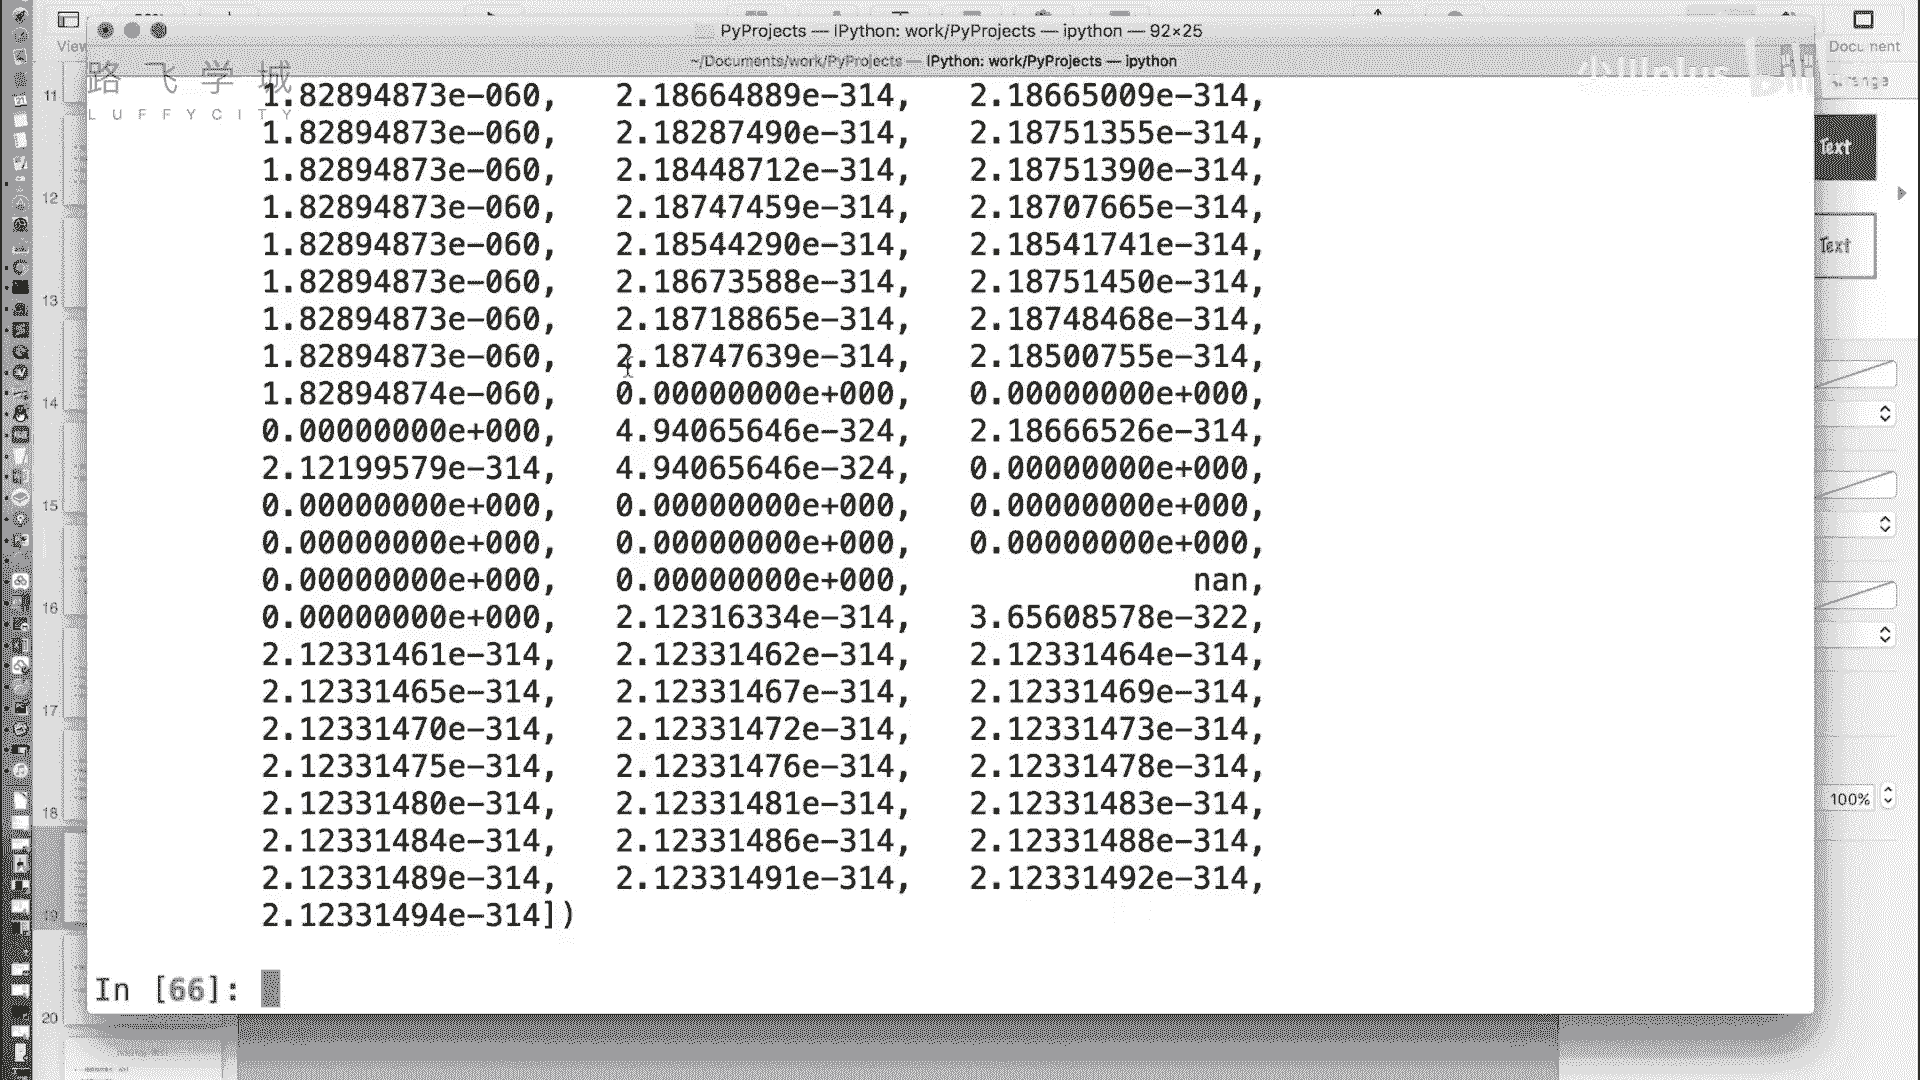 PyProjects — IPython: work/PyProjects — ipython — 92×25
~/Documents/work/PyProjects — IPython: work/PyProjects — ipython
View
路飞学城
LUFFYCITY
1.82894873e-060, 2.18664889e-314, 2.18665009e-314,
1.82894873e-060, 2.18287490e-314, 2.18751355e-314,
1.82894873e-060, 2.18448712e-314, 2.18751390e-314,
1.82894873e-060, 2.18747459e-314, 2.18707665e-314,
1.82894873e-060, 2.18544290e-314, 2.18541741e-314,
1.82894873e-060, 2.18673588e-314, 2.18751450e-314,
1.82894873e-060, 2.18718865e-314, 2.18748468e-314,
1.82894873e-060, 2.18747639e-314, 2.18500755e-314,
1.82894874e-060, 0.00000000e+000, 0.00000000e+000,
0.00000000e+000, 4.94065646e-324, 2.18666526e-314,
2.12199579e-314, 4.94065646e-324, 0.00000000e+000,
0.00000000e+000, 0.00000000e+000, 0.00000000e+000,
0.00000000e+000, 0.00000000e+000, 0.00000000e+000,
0.00000000e+000, 0.00000000e+000, nan,
0.00000000e+000, 2.12316334e-314, 3.65608578e-322,
2.12331461e-314, 2.12331462e-314, 2.12331464e-314,
2.12331465e-314, 2.12331467e-314, 2.12331469e-314,
2.12331470e-314, 2.12331472e-314, 2.12331473e-314,
2.12331475e-314, 2.12331476e-314, 2.12331478e-314,
2.12331480e-314, 2.12331481e-314, 2.12331483e-314,
2.12331484e-314, 2.12331486e-314, 2.12331488e-314,
2.12331489e-314, 2.12331491e-314, 2.12331492e-314,
2.12331494e-314])
In [66]:
11
12
13
14
15
16
17
18
19
20
Text
Text
100%